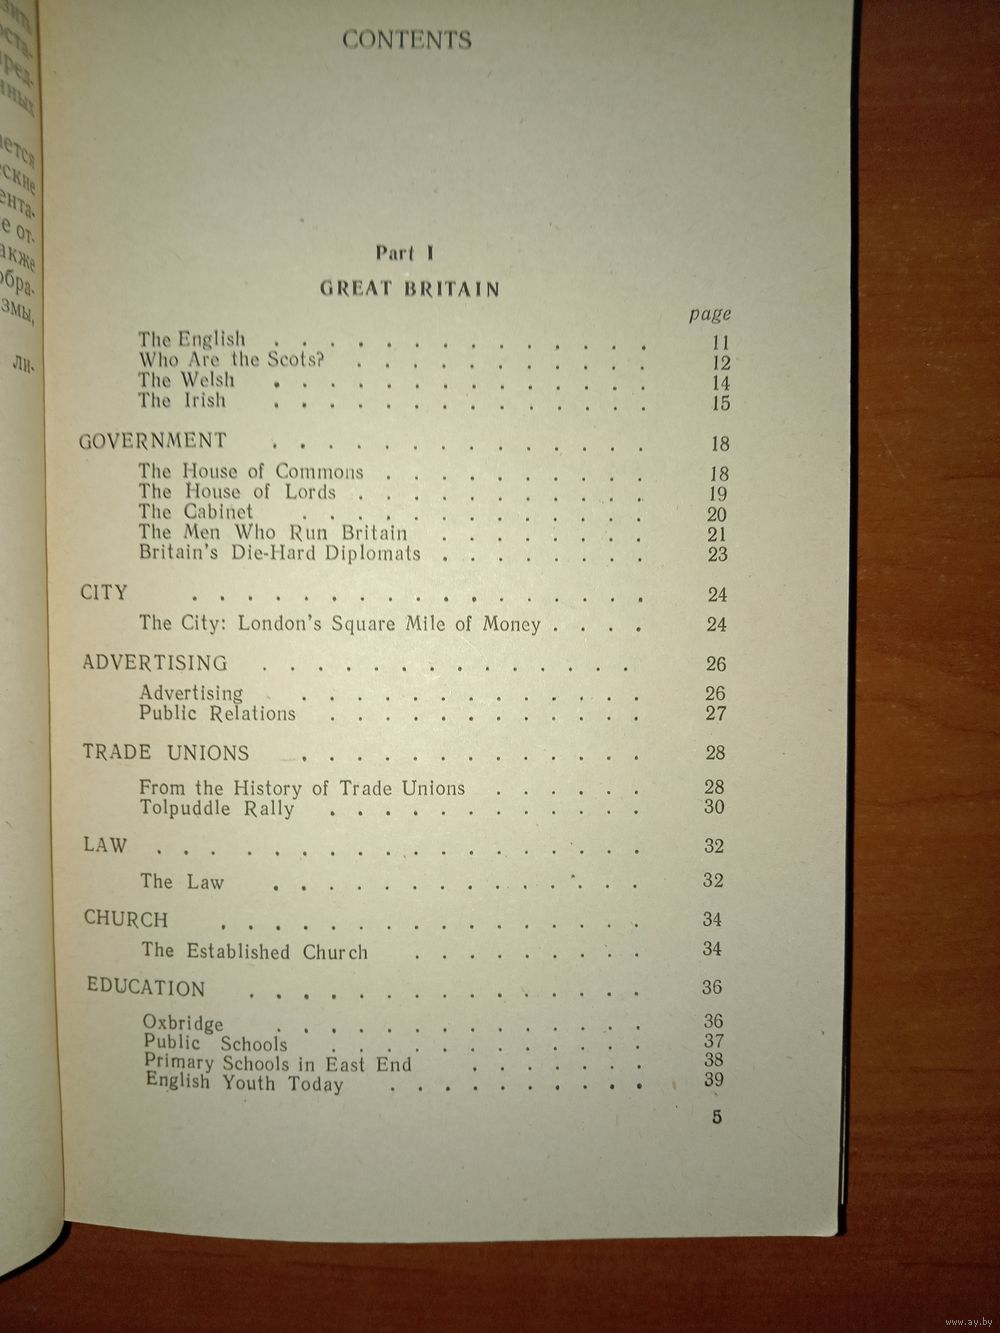 CONTENTS
Part I
GREAT BRITAIN
page
The English . . . . . . . . . . . . . . 11
Who Are the Scots? . . . . . . . . . . . 12
The Welsh . . . . . . . . . . . . . . 14
The Irish . . . . . . . . . . . . . . 15
GOVERNMENT . . . . . . . . . . . . . . 18
The House of Commons . . . . . . . . . . 18
The House of Lords . . . . . . . . . . . 19
The Cabinet . . . . . . . . . . . . . 20
The Men Who Run Britain . . . . . . . . 21
Britain's Die-Hard Diplomats . . . . . . . . 23
CITY . . . . . . . . . . . . . . . . . 24
The City: London's Square Mile of Money . . . . 24
ADVERTISING . . . . . . . . . . . . . . 26
Advertising . . . . . . . . . . . . . 26
Public Relations . . . . . . . . . . . . 27
TRADE UNIONS . . . . . . . . . . . . . 28
From the History of Trade Unions . . . . . . 28
Tolpuddle Rally . . . . . . . . . . . . 30
LAW . . . . . . . . . . . . . . . . . . 32
The Law . . . . . . . . . . . . . . 32
CHURCH . . . . . . . . . . . . . . . . 34
The Established Church . . . . . . . . . 34
EDUCATION . . . . . . . . . . . . . . . 36
Oxbridge . . . . . . . . . . . . . . 36
Public Schools . . . . . . . . . . . . 37
Primary Schools in East End . . . . . . . 38
English Youth Today . . . . . . . . . . 39
5
www.ay.by